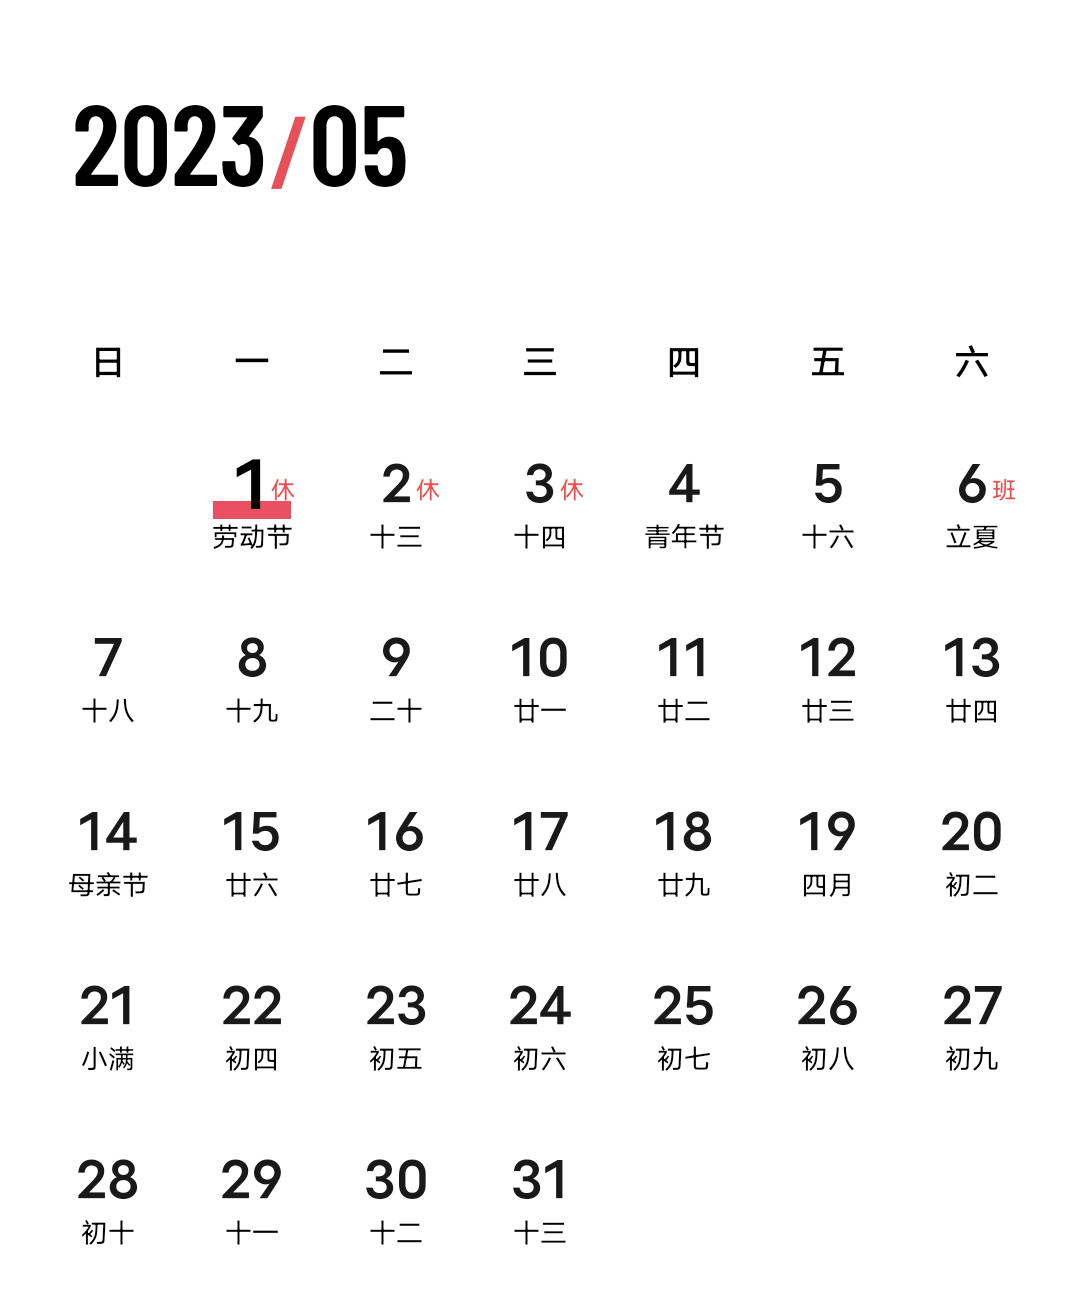 2023/05
日 一 二 三 四 五 六
1休 2休 3休 4 5 6班
劳动节 十三 十四 青年节 十六 立夏
7 8 9 10 11 12 13
十八 十九 二十 廿一 廿二 廿三 廿四
14 15 16 17 18 19 20
母亲节 廿六 廿七 廿八 廿九 四月 初二
21 22 23 24 25 26 27
小满 初四 初五 初六 初七 初八 初九
28 29 30 31
初十 十一 十二 十三